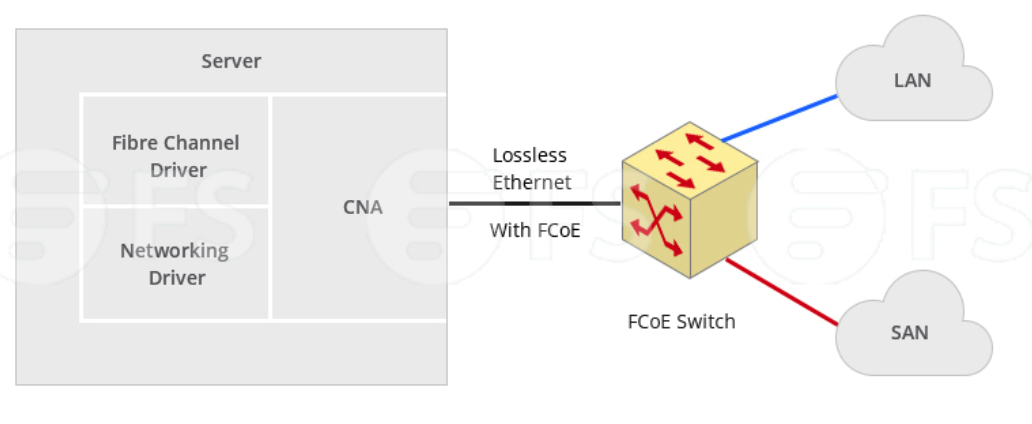 Server
Fibre Channel
Driver
Networking
Driver
CNA
Lossless
Ethernet
With FCoE
FCoE Switch
LAN
SAN
FS
FS
FS